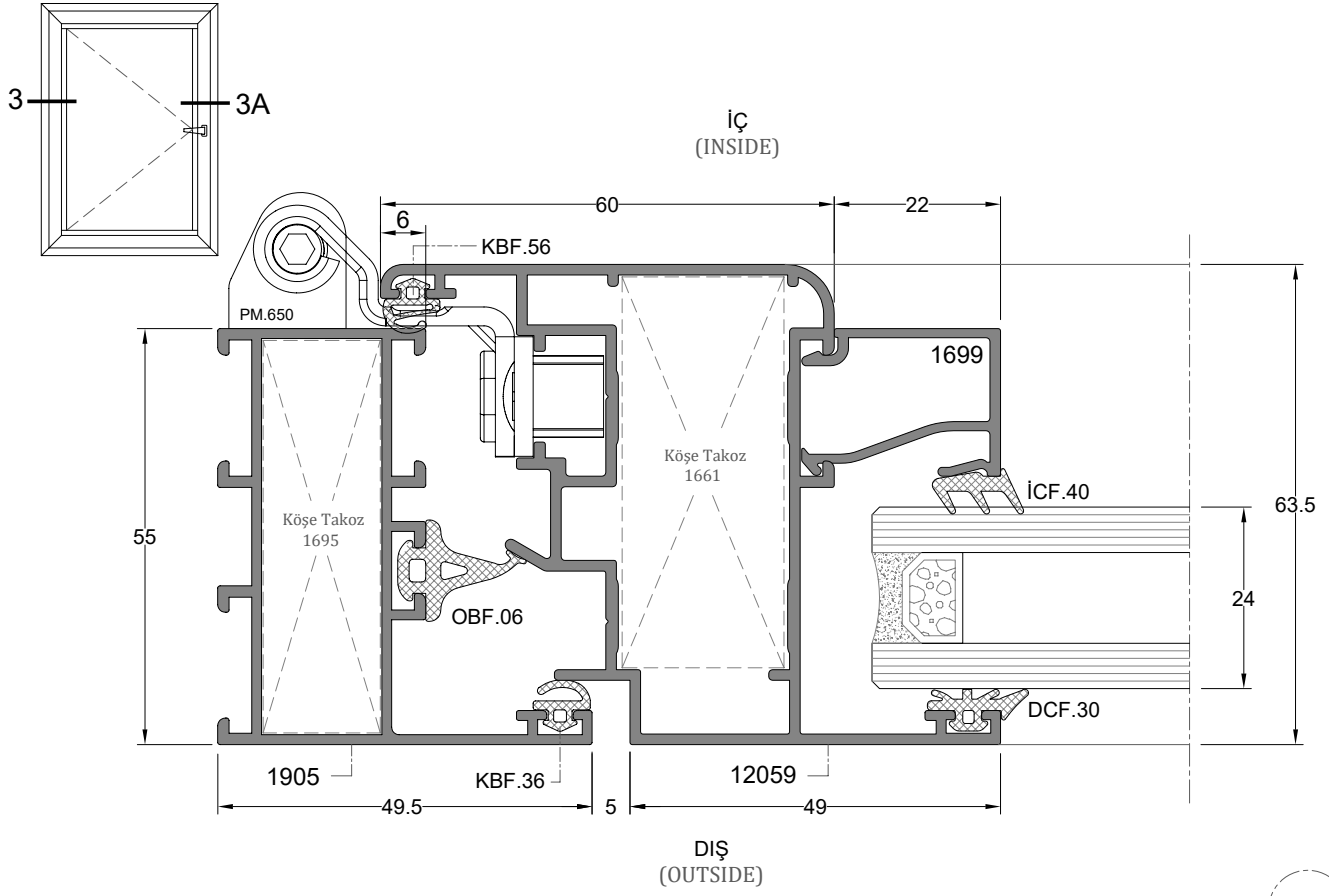 3
3A
İÇ
(INSIDE)
60
22
6
KBF.56
PM.650
1699
Köşe Takoz
1661
İCF.40
63.5
55
Köşe Takoz
1695
24
OBF.06
DCF.30
1905
KBF.36
12059
49.5
5
49
DIŞ
(OUTSIDE)